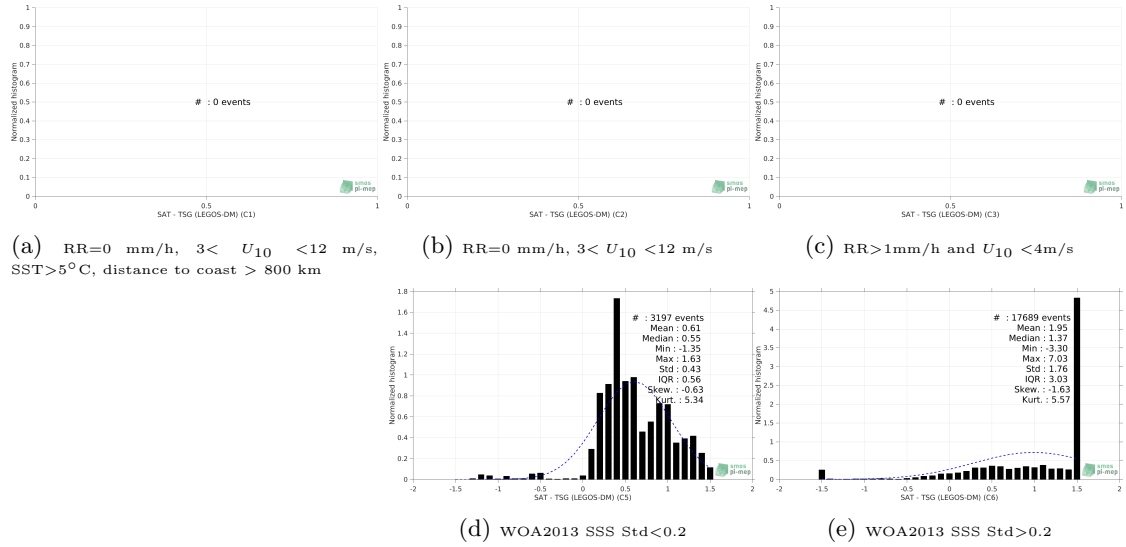 1
0.9
0.8
0.7
0.6
0.5
0.4
0.3
0.2
0.1
0
Normalized histogram
# : 0 events
smos
pi-mep
0 0.5 1
SAT - TSG (LEGOS-DM) (C1)
(a) RR=0 mm/h, 3< U10 <12 m/s,
SST>5°C, distance to coast > 800 km
1
0.9
0.8
0.7
0.6
0.5
0.4
0.3
0.2
0.1
0
Normalized histogram
# : 0 events
smos
pi-mep
0 0.5 1
SAT - TSG (LEGOS-DM) (C2)
(b) RR=0 mm/h, 3< U10 <12 m/s
1
0.9
0.8
0.7
0.6
0.5
0.4
0.3
0.2
0.1
0
Normalized histogram
# : 0 events
smos
pi-mep
0 0.5 1
SAT - TSG (LEGOS-DM) (C3)
(c) RR>1mm/h and U10 <4m/s
1.8
1.6
1.4
1.2
1
0.8
0.6
0.4
0.2
0
Normalized histogram
# : 3197 events
Mean : 0.61
Median : 0.55
Min : -1.35
Max : 1.63
Std : 0.43
IQR : 0.56
Skew. : -0.63
Kurt. : 5.34
smos
pi-mep
-2 -1.5 -1 -0.5 0 0.5 1 1.5 2
SAT - TSG (LEGOS-DM) (C5)
(d) WOA2013 SSS Std<0.2
5
4.5
4
3.5
3
2.5
2
1.5
1
0.5
0
Normalized histogram
# : 17689 events
Mean : 1.95
Median : 1.37
Min : -3.30
Max : 7.03
Std : 1.76
IQR : 3.03
Skew. : -1.63
Kurt. : 5.57
smos
pi-mep
-2 -1.5 -1 -0.5 0 0.5 1 1.5 2
SAT - TSG (LEGOS-DM) (C6)
(e) WOA2013 SSS Std>0.2